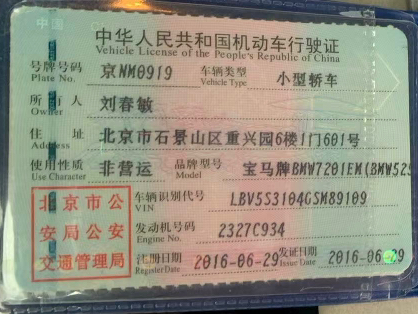 中华人民共和国机动车行驶证
Vehicle License of the People's Republic of China
号牌号码 京NM0919 车辆类型 小型轿车
Plate No. Vehicle Type
所有人 刘春敏
Owner
住址 北京市石景山区重兴园6楼1门601号
Address
使用性质 非营运 品牌型号 宝马牌BMW7201EM(BMW52
Use Character Model
北京市公 车辆识别代号 LBV5S3104GSM89109
VIN
安局公安 发动机号码 2327C934
Engine No.
交通管理局 注册日期 2016-06-29 发证日期 2016-06-29
Register Date Issue Date